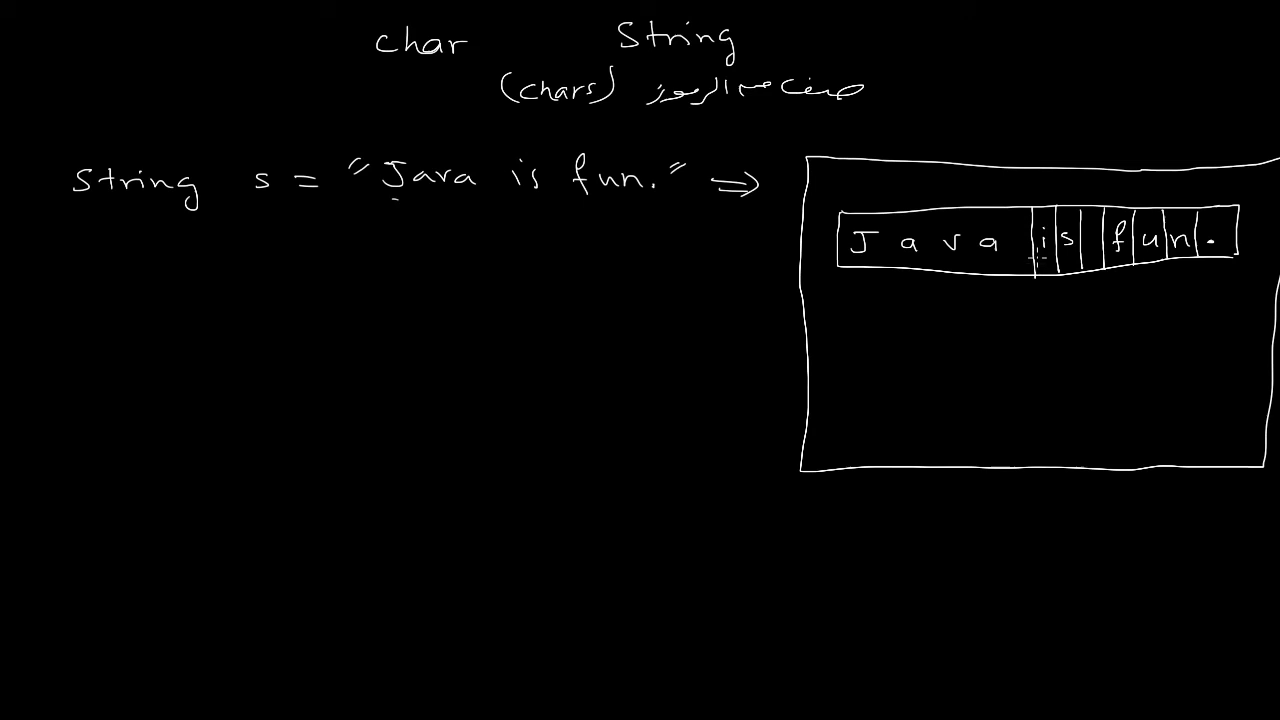 char String
(chars) صف من الرموز
String s = "Java is fun." ⇒
J a v a i s f u n .